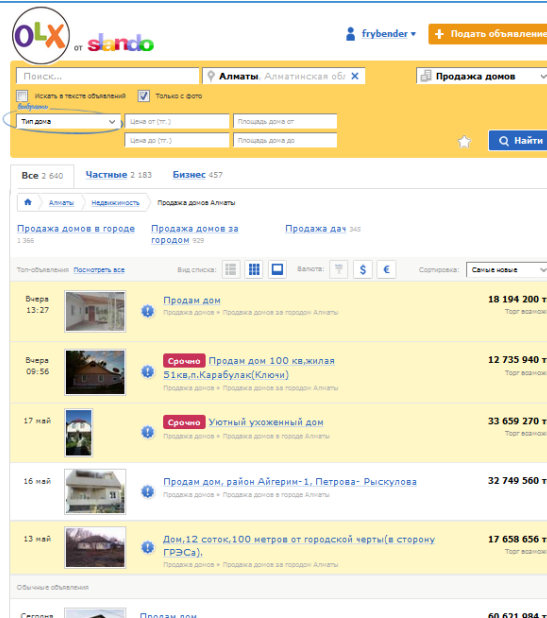 OLX от slando
frybender
+ Подать объявление
Поиск...
Алматы, Алматинская обл X
Продажа домов
Искать в тексте объявлений
Только с фото
Выбрать
Тип дома
Цена от (тг.)
Площадь дома от
Цена до (тг.)
Площадь дома до
Найти
Все 2 640
Частные 2 183
Бизнес 457
Алматы
Недвижимость
Продажа домов Алматы
Продажа домов в городе 1 366
Продажа домов за городом 929
Продажа дач 345
Топ-объявления Посмотреть все
Вид списка:
Валюта: ₸ $ €
Сортировка: Самые новые
Вчера
13:27
Продам дом
Продажа домов » Продажа домов за городом Алматы
18 194 200 т
Торг возмож
Вчера
09:56
Срочно Продам дом 100 кв,жилая
51кв,п.Карабулак(Ключи)
Продажа домов » Продажа домов за городом Алматы
12 735 940 т
Торг возмож
17 май
Срочно Уютный ухоженный дом
Продажа домов » Продажа домов в городе Алматы
33 659 270 т
Торг возмож
16 май
Продам дом, район Айгерим-1, Петрова- Рыскулова
Продажа домов » Продажа домов в городе Алматы
32 749 560 т
13 май
Дом,12 соток,100 метров от городской черты(в сторону
ГРЭСа),
Продажа домов » Продажа домов за городом Алматы
17 658 656 т
Торг возмож
Обычные объявления
Сегодня
Продам дом
60 621 984 т